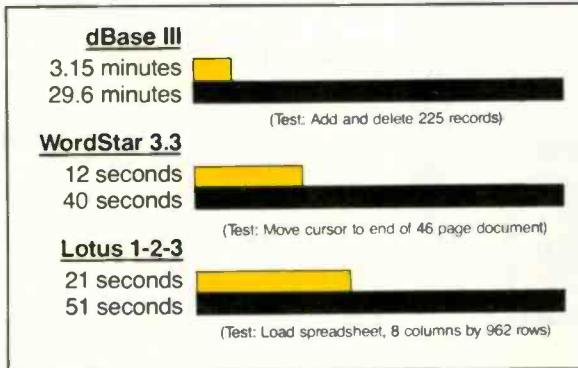 dBase III
3.15 minutes
29.6 minutes
(Test: Add and delete 225 records)
WordStar 3.3
12 seconds
40 seconds
(Test: Move cursor to end of 46 page document)
Lotus 1-2-3
21 seconds
51 seconds
(Test: Load spreadsheet, 8 columns by 962 rows)